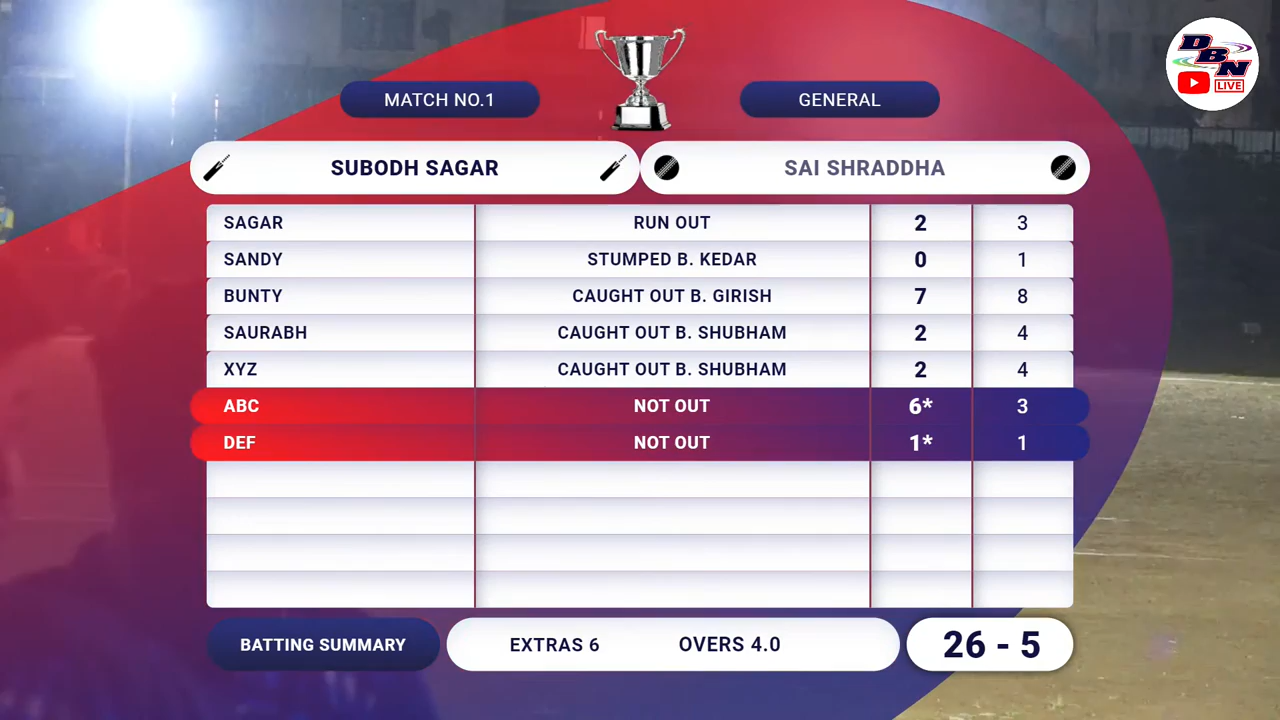 DBN
LIVE
MATCH NO.1
GENERAL
SUBODH SAGAR
SAI SHRADDHA
SAGAR RUN OUT 2 3
SANDY STUMPED B. KEDAR 0 1
BUNTY CAUGHT OUT B. GIRISH 7 8
SAURABH CAUGHT OUT B. SHUBHAM 2 4
XYZ CAUGHT OUT B. SHUBHAM 2 4
ABC NOT OUT 6* 3
DEF NOT OUT 1* 1
BATTING SUMMARY EXTRAS 6 OVERS 4.0 26 - 5